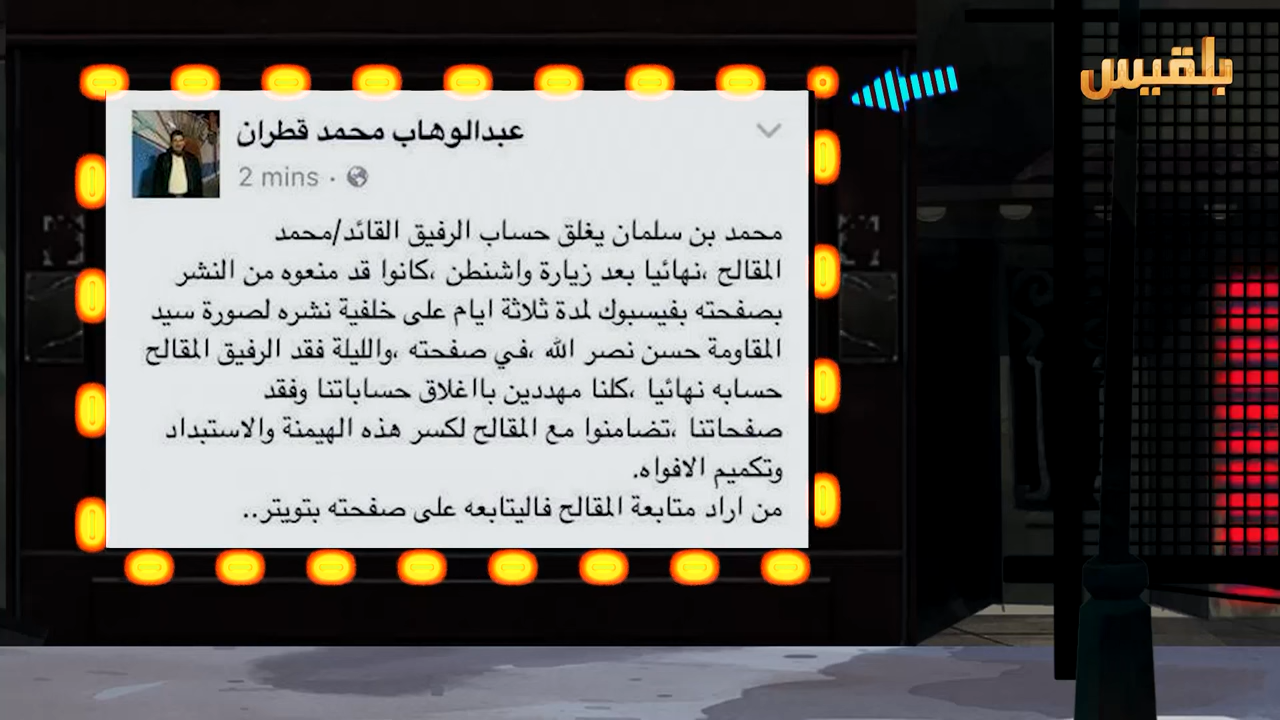 بلقيس
عبدالوهاب محمد قطران
2 mins ·
محمد بن سلمان يغلق حساب الرفيق القائد/محمد
المقالح ،نهائيا بعد زيارة واشنطن ،كانوا قد منعوه من النشر
بصفحته بفيسبوك لمدة ثلاثة ايام على خلفية نشره لصورة سيد
المقاومة حسن نصر الله ،في صفحته ،والليلة فقد الرفيق المقالح
حسابه نهائيا ،كلنا مهددين بااغلاق حساباتنا وفقد
صفحاتنا ،تضامنوا مع المقالح لكسر هذه الهيمنة والاستبداد
وتكميم الافواه.
من اراد متابعة المقالح فاليتابعه على صفحته بتويتر..